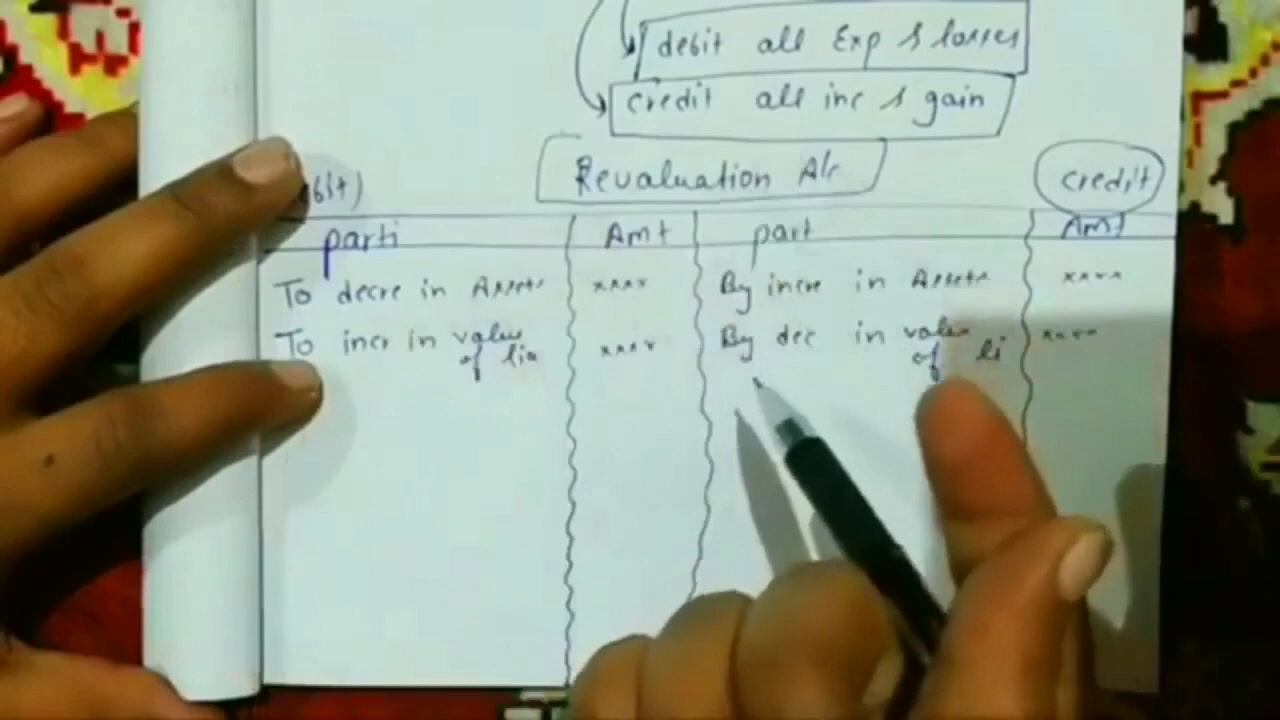 debit all Exp & losses
credit all inc & gain
Revaluation A/c
credit
parti Amt part Amt
To decre in Assets xxxx By incre in Assets xxxx
To incr in value of lia xxxx By dec in value of li xxxx